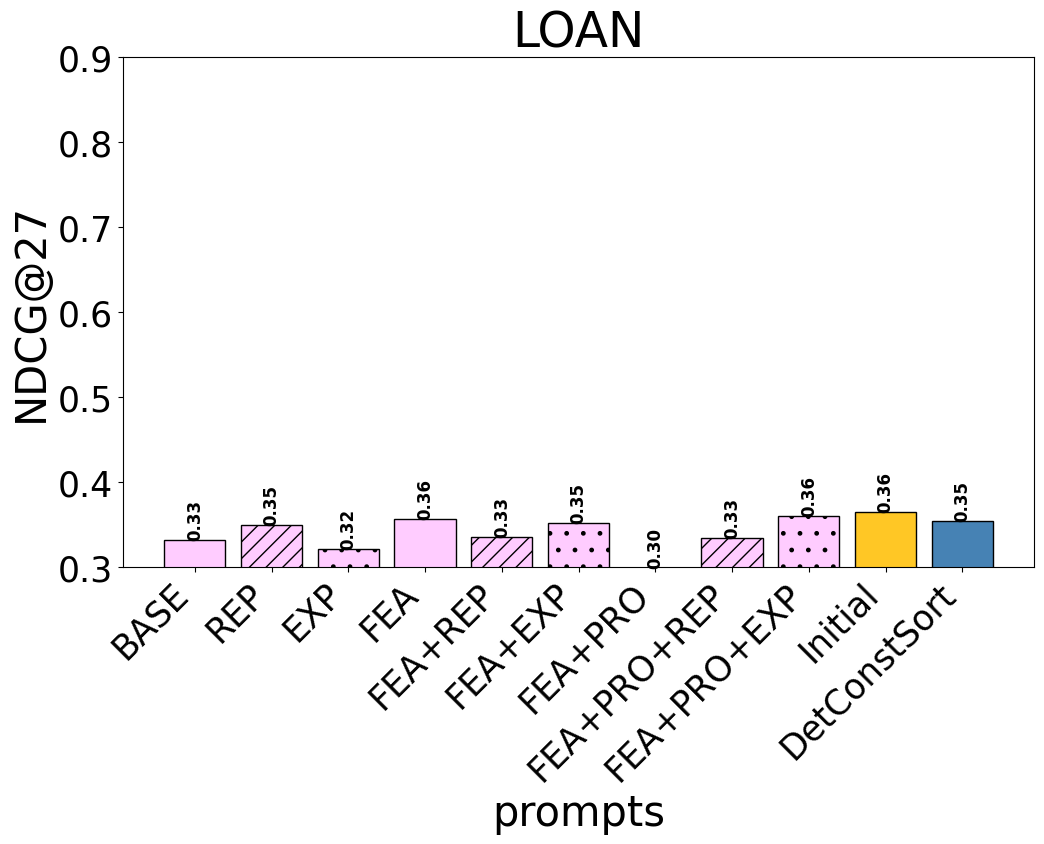 LOAN
NDCG@27
0.9
0.8
0.7
0.6
0.5
0.4
0.3
0.33
0.35
0.32
0.36
0.33
0.35
0.30
0.33
0.36
0.36
0.35
BASE
REP
EXP
FEA
FEA+REP
FEA+EXP
FEA+PRO
FEA+PRO+REP
FEA+PRO+EXP
Initial
DetConstSort
prompts